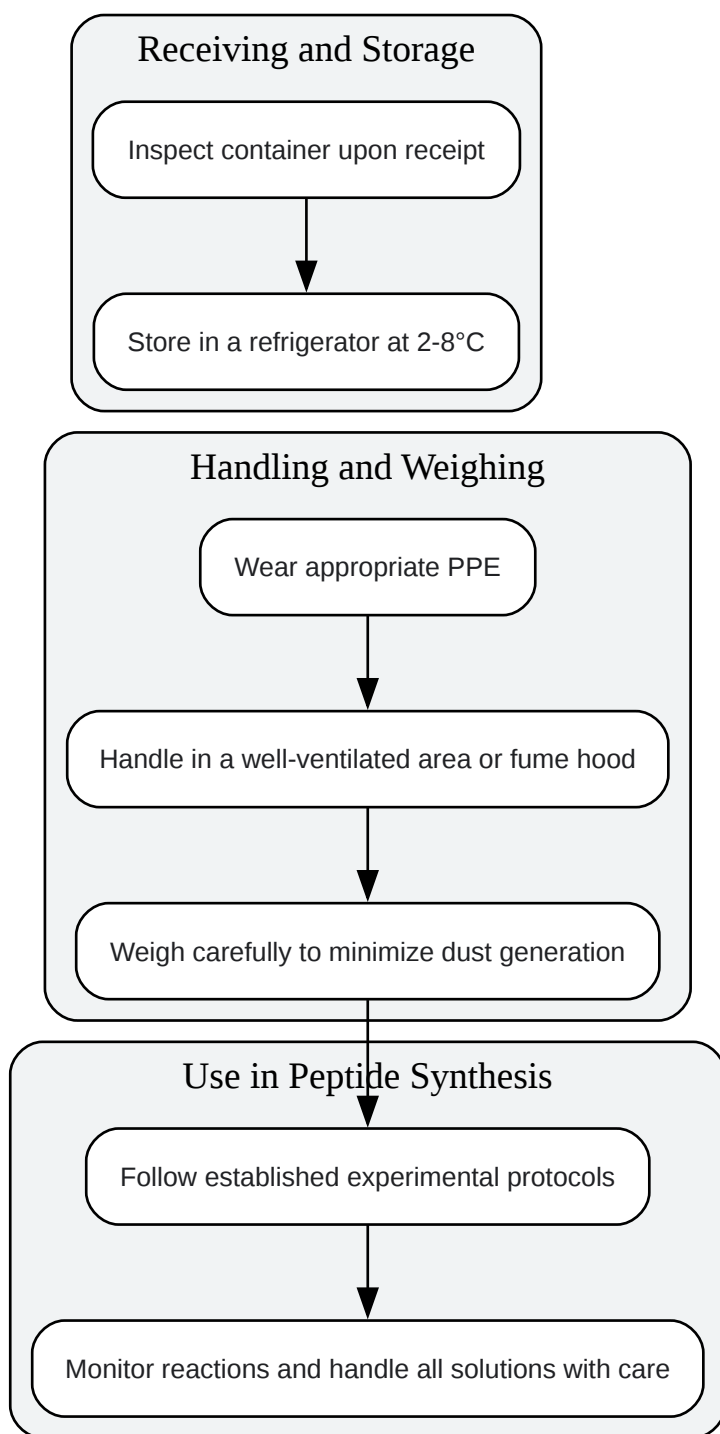 Receiving and Storage
Inspect container upon receipt
Store in a refrigerator at 2-8°C
Handling and Weighing
Wear appropriate PPE
Handle in a well-ventilated area or fume hood
Weigh carefully to minimize dust generation
Use in Peptide Synthesis
Follow established experimental protocols
Monitor reactions and handle all solutions with care